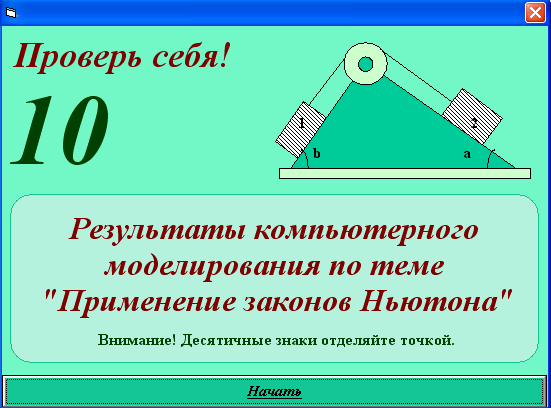 Проверь себя!
10
1
2
b
a
Результаты компьютерного
моделирования по теме
"Применение законов Ньютона"
Внимание! Десятичные знаки отделяйте точкой.
Начать